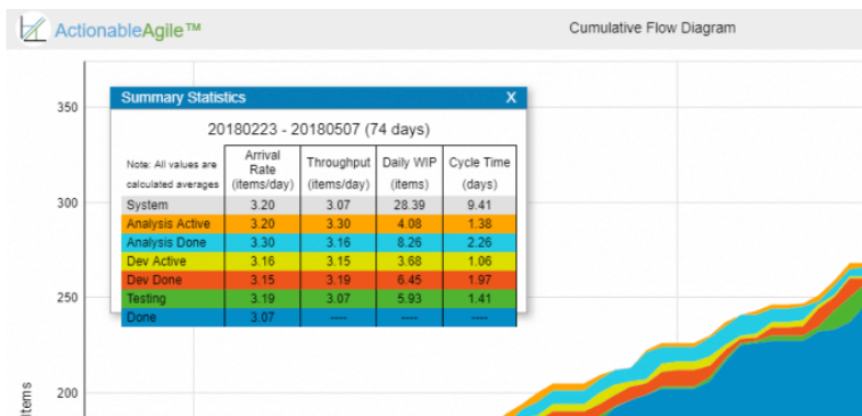 ActionableAgile™
Cumulative Flow Diagram
350
300
250
200
Items
Summary Statistics X
20180223 - 20180507 (74 days)
Note: All values are calculated averages
Arrival Rate (items/day) Throughput (items/day) Daily WIP (items) Cycle Time (days)
System 3.20 3.07 28.39 9.41
Analysis Active 3.20 3.30 4.08 1.38
Analysis Done 3.30 3.16 8.26 2.26
Dev Active 3.16 3.15 3.68 1.06
Dev Done 3.15 3.19 6.45 1.97
Testing 3.19 3.07 5.93 1.41
Done 3.07 ---- ---- ----